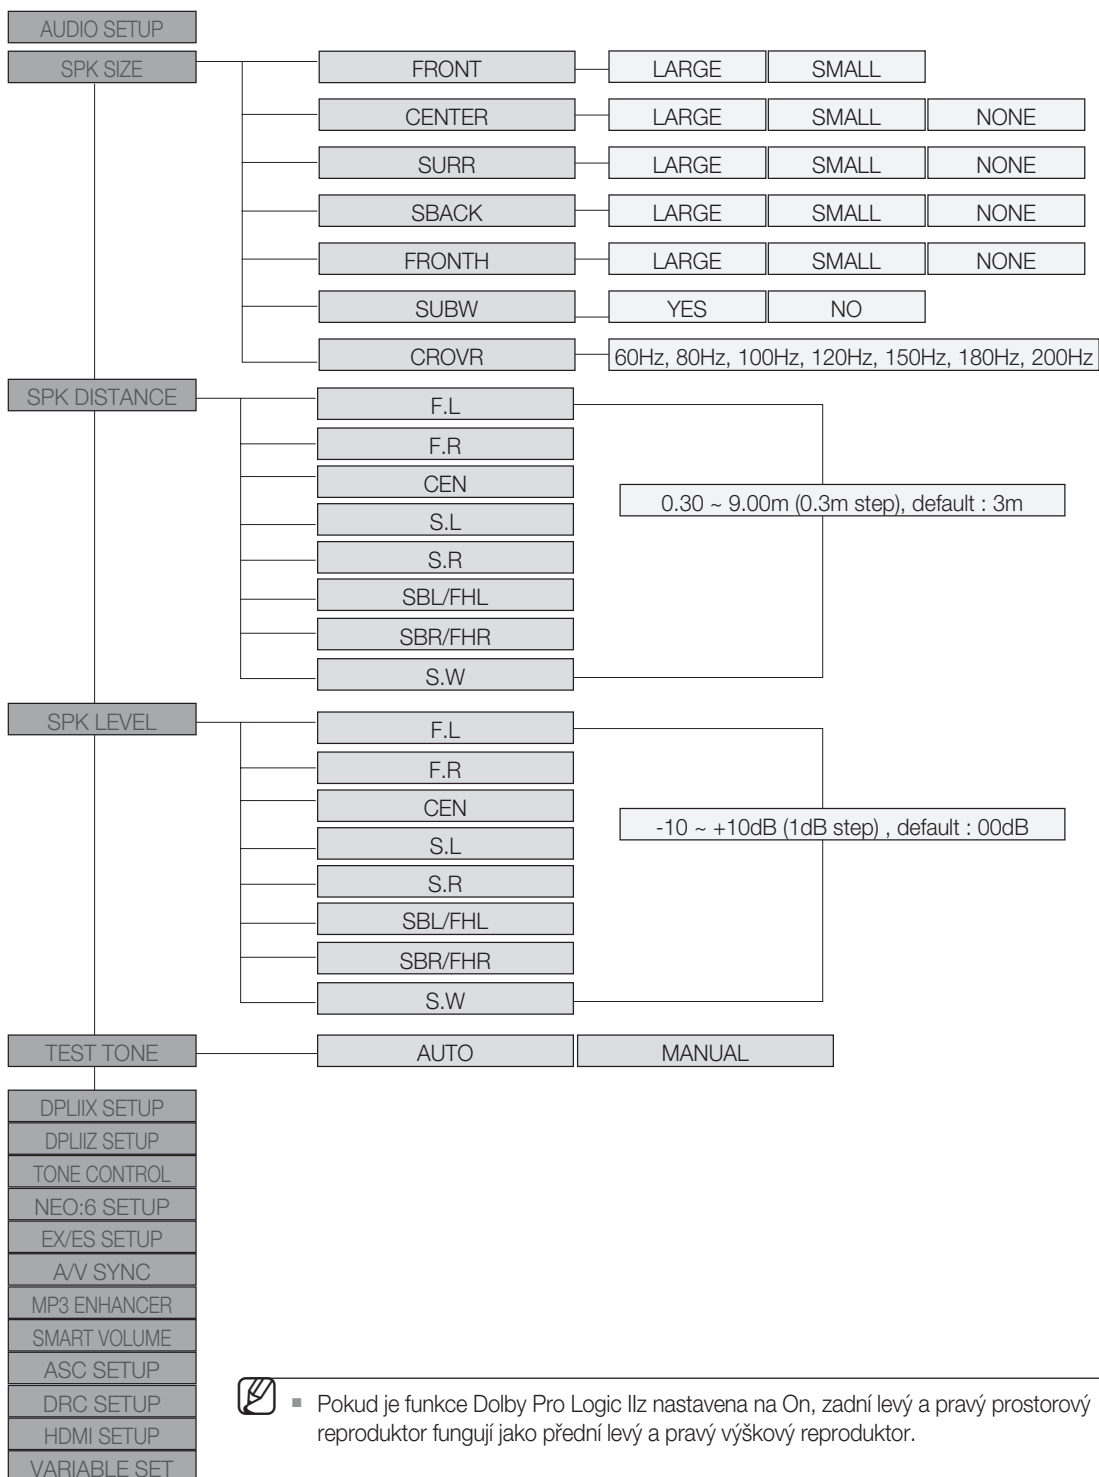 AUDIO SETUP
SPK SIZE
FRONT LARGE SMALL
CENTER LARGE SMALL NONE
SURR LARGE SMALL NONE
SBACK LARGE SMALL NONE
FRONTH LARGE SMALL NONE
SUBW YES NO
CROVR 60Hz, 80Hz, 100Hz, 120Hz, 150Hz, 180Hz, 200Hz
SPK DISTANCE
F.L
F.R
CEN
S.L
S.R
SBL/FHL
SBR/FHR
S.W
0.30 ~ 9.00m (0.3m step), default : 3m
SPK LEVEL
F.L
F.R
CEN
S.L
S.R
SBL/FHL
SBR/FHR
S.W
-10 ~ +10dB (1dB step) , default : 00dB
TEST TONE AUTO MANUAL
DPLIIX SETUP
DPLIIZ SETUP
TONE CONTROL
NEO:6 SETUP
EX/ES SETUP
A/V SYNC
MP3 ENHANCER
SMART VOLUME
ASC SETUP
DRC SETUP
HDMI SETUP
VARIABLE SET
Pokud je funkce Dolby Pro Logic IIz nastavena na On, zadní levý a pravý prostorový
reproduktor fungují jako přední levý a pravý výškový reproduktor.